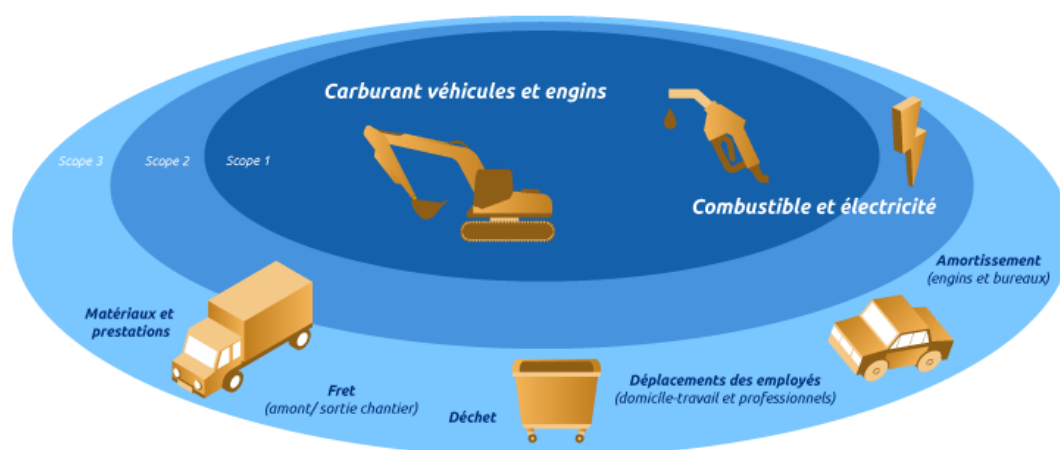 Carburant véhicules et engins
Scope 3
Scope 2
Scope 1
Combustible et électricité
Amortissement
(engins et bureaux)
Matériaux et
prestations
Fret
(amont/ sortie chantier)
Déchet
Déplacements des employés
(domicile-travail et professionnels)